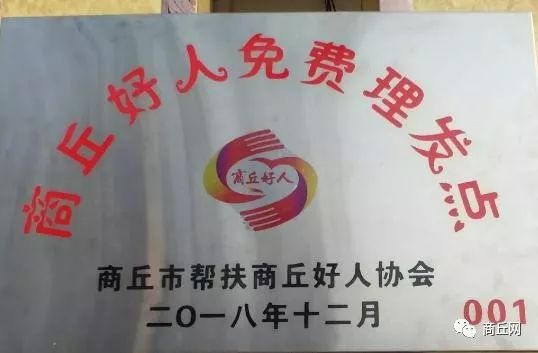 商丘好人免费理发点
商丘好人
商丘市帮扶商丘好人协会
二O一八年十二月
001
商丘网